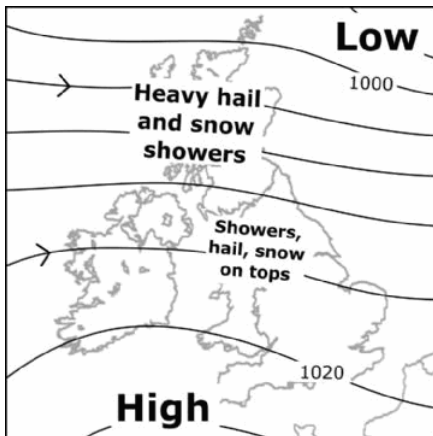 Low
1000
Heavy hail
and snow
showers
Showers,
hail, snow
on tops
1020
High